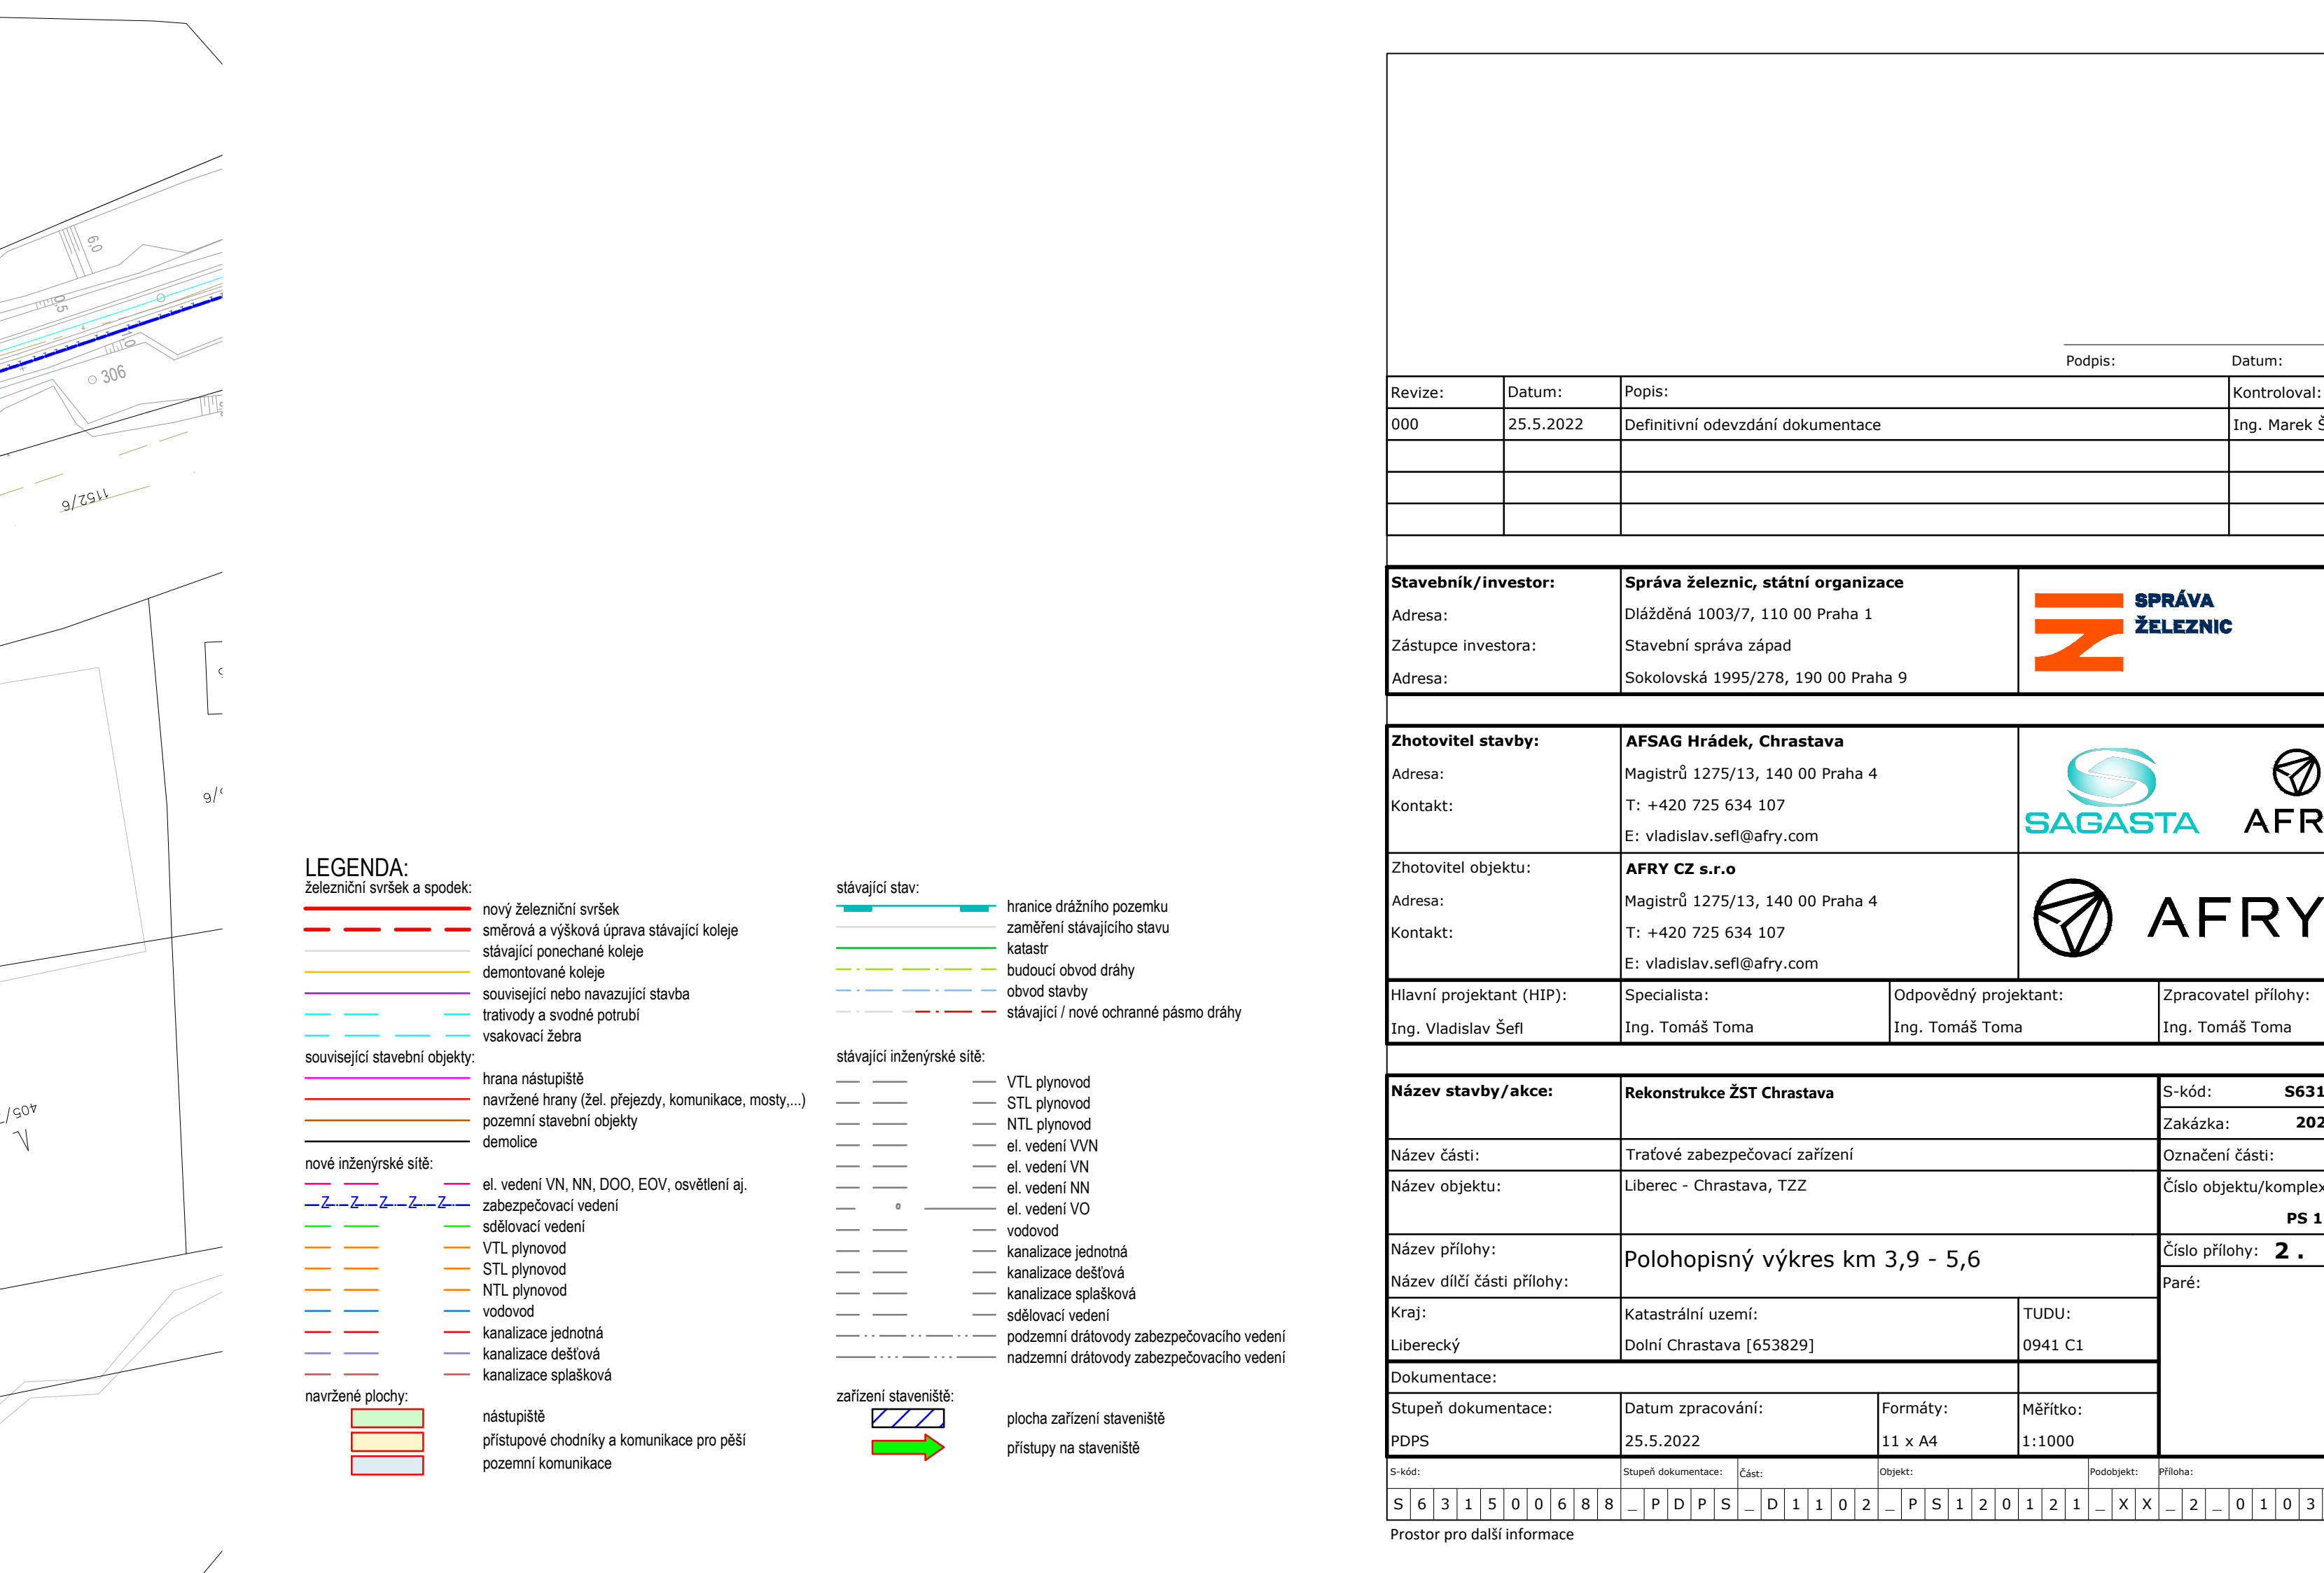 6,0
0,5
1,0
306
1152/6
LEGENDA:
železniční svršek a spodek:
nový železniční svršek
směrová a výšková úprava stávající koleje
stávající ponechané koleje
demontované koleje
související nebo navazující stavba
trativody a svodné potrubí
vsakovací žebra
související stavební objekty:
hrana nástupiště
navržené hrany (žel. přejezdy, komunikace, mosty,...)
pozemní stavební objekty
demolice
nové inženýrské sítě:
el. vedení VN, NN, DOO, EOV, osvětlení aj.
Z Z Z Z Z zabezpečovací vedení
sdělovací vedení
VTL plynovod
STL plynovod
NTL plynovod
vodovod
kanalizace jednotná
kanalizace dešťová
kanalizace splašková
navržené plochy:
nástupiště
přístupové chodníky a komunikace pro pěší
pozemní komunikace
stávající stav:
hranice drážního pozemku
zaměření stávajícího stavu
katastr
budoucí obvod dráhy
obvod stavby
stávající / nové ochranné pásmo dráhy
stávající inženýrské sítě:
VTL plynovod
STL plynovod
NTL plynovod
el. vedení VVN
el. vedení VN
el. vedení NN
el. vedení VO
vodovod
kanalizace jednotná
kanalizace dešťová
kanalizace splašková
sdělovací vedení
podzemní drátovody zabezpečovacího vedení
nadzemní drátovody zabezpečovacího vedení
zařízení staveniště:
plocha zařízení staveniště
přístupy na staveniště
Podpis: Datum:
Revize: Datum: Popis: Kontroloval:
000 25.5.2022 Definitivní odevzdání dokumentace Ing. Marek
Stavebník/investor: Správa železnic, státní organizace
Adresa: Dlážděná 1003/7, 110 00 Praha 1
Zástupce investora: Stavební správa západ
Adresa: Sokolovská 1995/278, 190 00 Praha 9
SPRÁVA
ŽELEZNIC
Zhotovitel stavby: AFSAG Hrádek, Chrastava
Adresa: Magistrů 1275/13, 140 00 Praha 4
Kontakt: T: +420 725 634 107
E: vladislav.sefl@afry.com
SAGASTA AFR
Zhotovitel objektu: AFRY CZ s.r.o
Adresa: Magistrů 1275/13, 140 00 Praha 4
Kontakt: T: +420 725 634 107
E: vladislav.sefl@afry.com
AFRY
Hlavní projektant (HIP): Specialista: Odpovědný projektant: Zpracovatel přílohy:
Ing. Vladislav Šefl Ing. Tomáš Toma Ing. Tomáš Toma Ing. Tomáš Toma
Název stavby/akce: Rekonstrukce ŽST Chrastava S-kód: S631
Zakázka: 202
Název části: Traťové zabezpečovací zařízení Označení části:
Název objektu: Liberec - Chrastava, TZZ Číslo objektu/komplex
PS 1
Název přílohy: Polohopisný výkres km 3,9 - 5,6 Číslo přílohy: 2.
Název dílčí části přílohy: Paré:
Kraj: Katastrální uzemí: TUDU:
Liberecký Dolní Chrastava [653829] 0941 C1
Dokumentace:
Stupeň dokumentace: Datum zpracování: Formáty: Měřítko:
PDPS 25.5.2022 11 x A4 1:1000
S-kód: Stupeň dokumentace: Část: Objekt: Podobjekt: Příloha:
S 6 3 1 5 0 0 6 8 8 _ P D P S _ D 1 1 0 2 _ P S 1 2 0 1 2 1 _ X X _ 2 _ 0 1 0 3
Prostor pro další informace